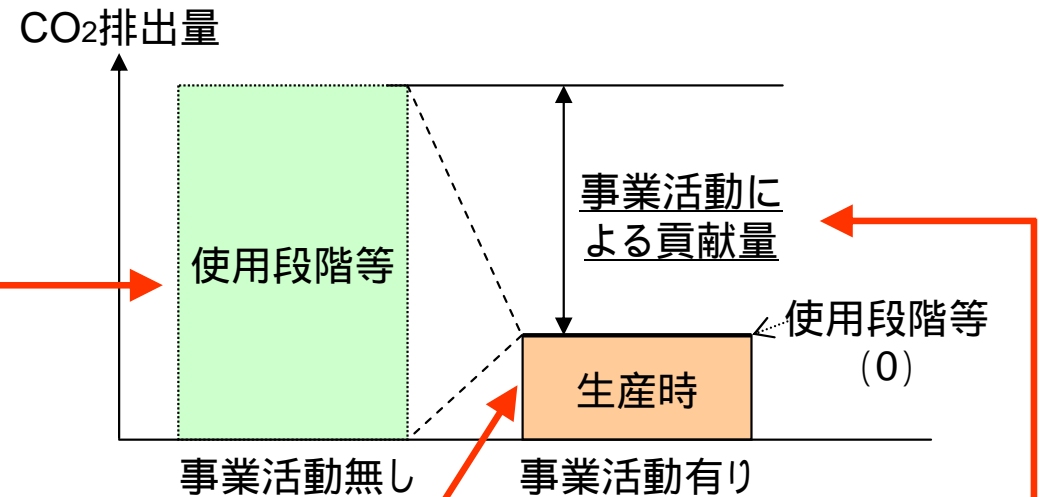 CO2排出量
使用段階等
事業活動に
よる貢献量
使用段階等
(0)
生産時
事業活動無し
事業活動有り